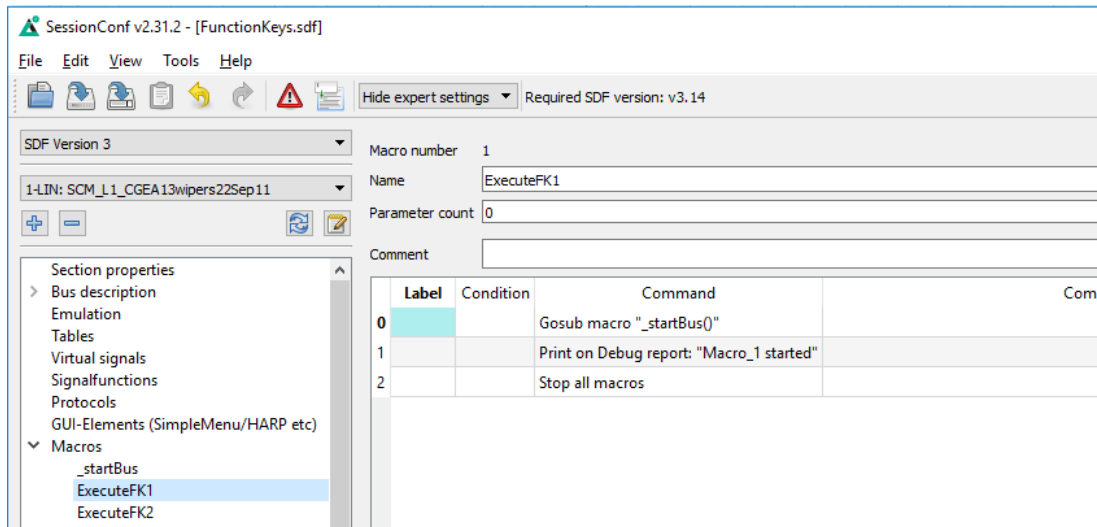 SessionConf v2.31.2 - [FunctionKeys.sdf]
File Edit View Tools Help
Hide expert settings Required SDF version: v3.14
SDF Version 3
1-LIN: SCM_L1_CGEA13wipers22Sep11
Section properties
Bus description
Emulation
Tables
Virtual signals
Signalfunctions
Protocols
GUI-Elements (SimpleMenu/HARP etc)
Macros
_startBus
ExecuteFK1
ExecuteFK2
Macro number 1
Name ExecuteFK1
Parameter count 0
Comment
Label Condition Command Com
0 Gosub macro "_startBus()"
1 Print on Debug report: "Macro_1 started"
2 Stop all macros